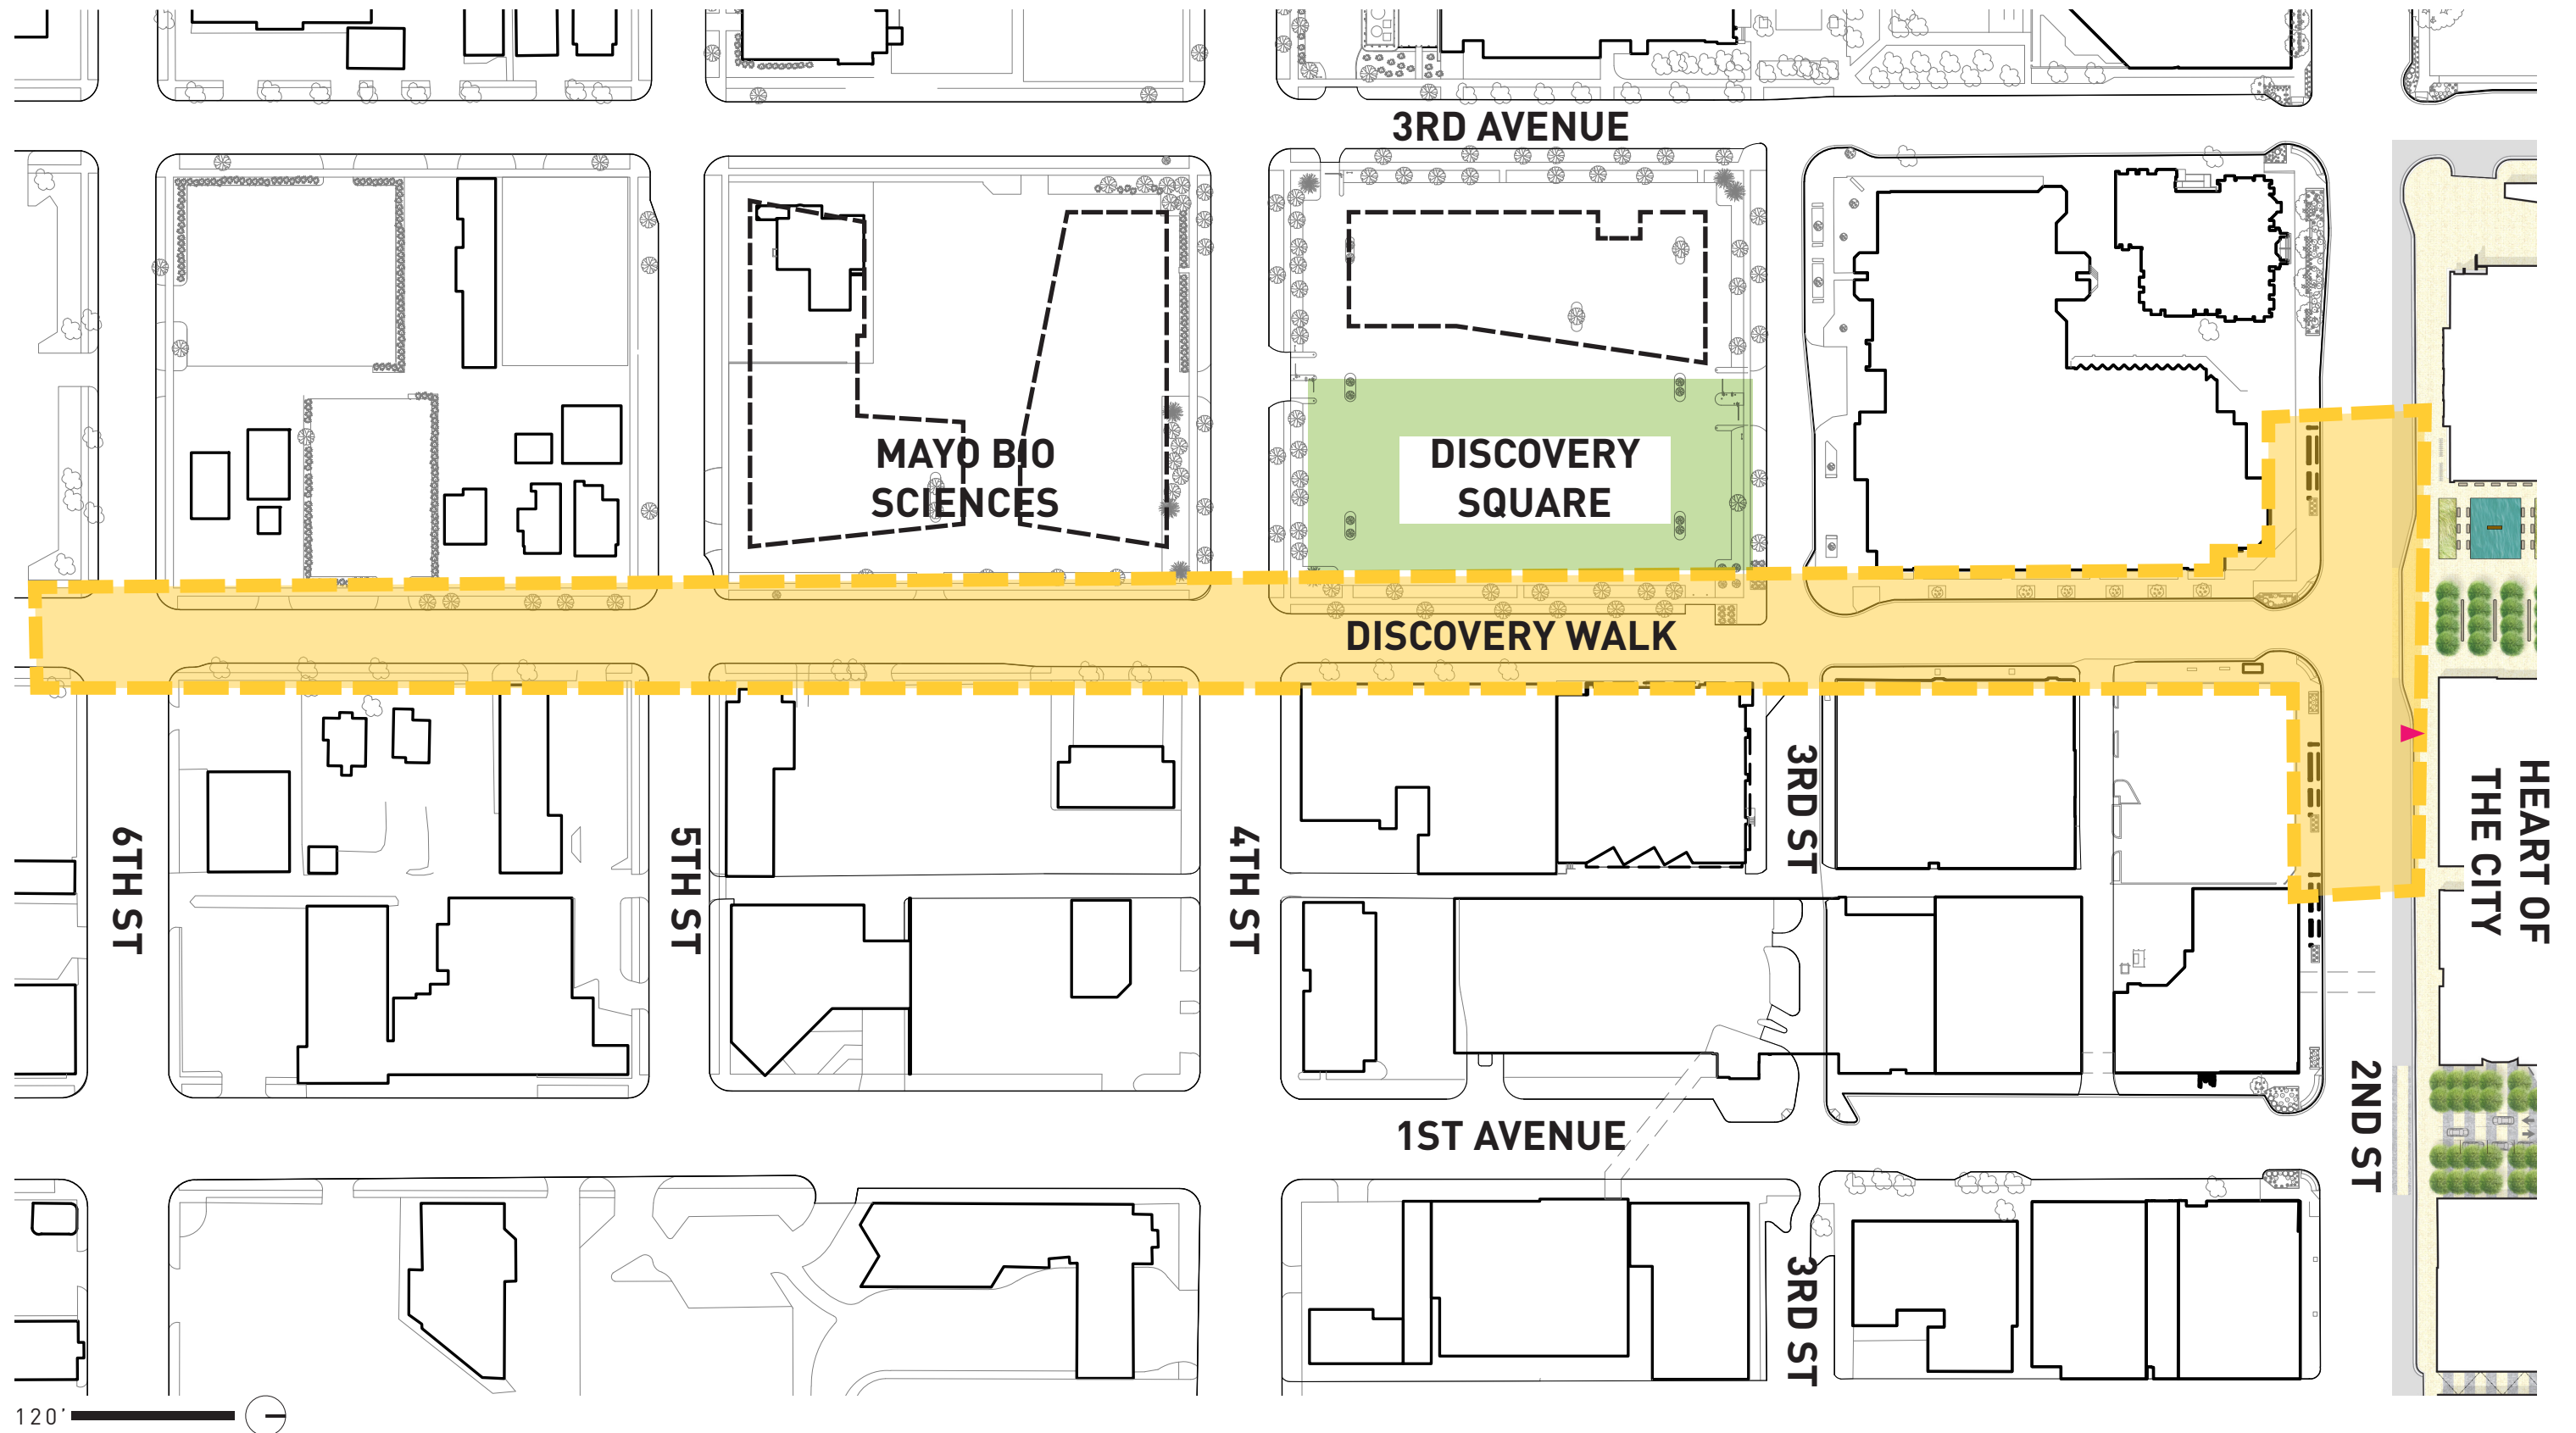 3RD AVENUE
MAYO BIO
SCIENCES
DISCOVERY
SQUARE
DISCOVERY WALK
6TH ST
5TH ST
4TH ST
3RD ST
HEART OF
THE CITY
2ND ST
1ST AVENUE
3RD ST
120'